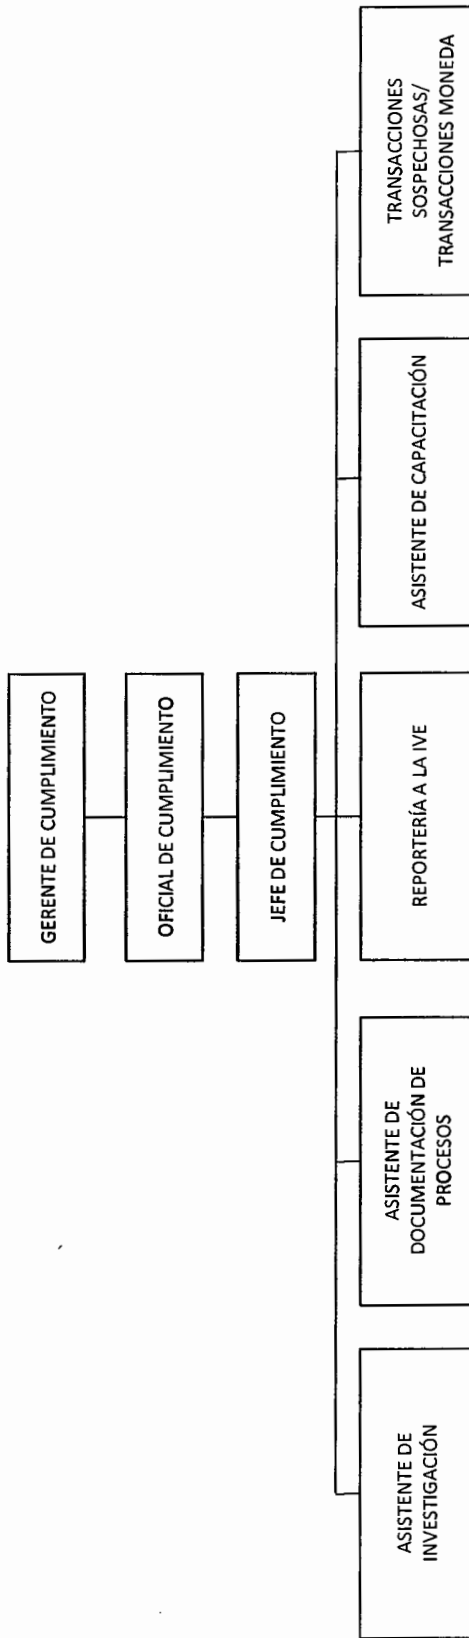 GERENTE DE CUMPLIMIENTO
OFICIAL DE CUMPLIMIENTO
JEFE DE CUMPLIMIENTO
ASISTENTE DE
INVESTIGACIÓN
ASISTENTE DE
DOCUMENTACIÓN DE
PROCESOS
REPORTERÍA A LA IVE
ASISTENTE DE CAPACITACIÓN
TRANSACCIONES
SOSPECHOSAS/
TRANSACCIONES MONEDA